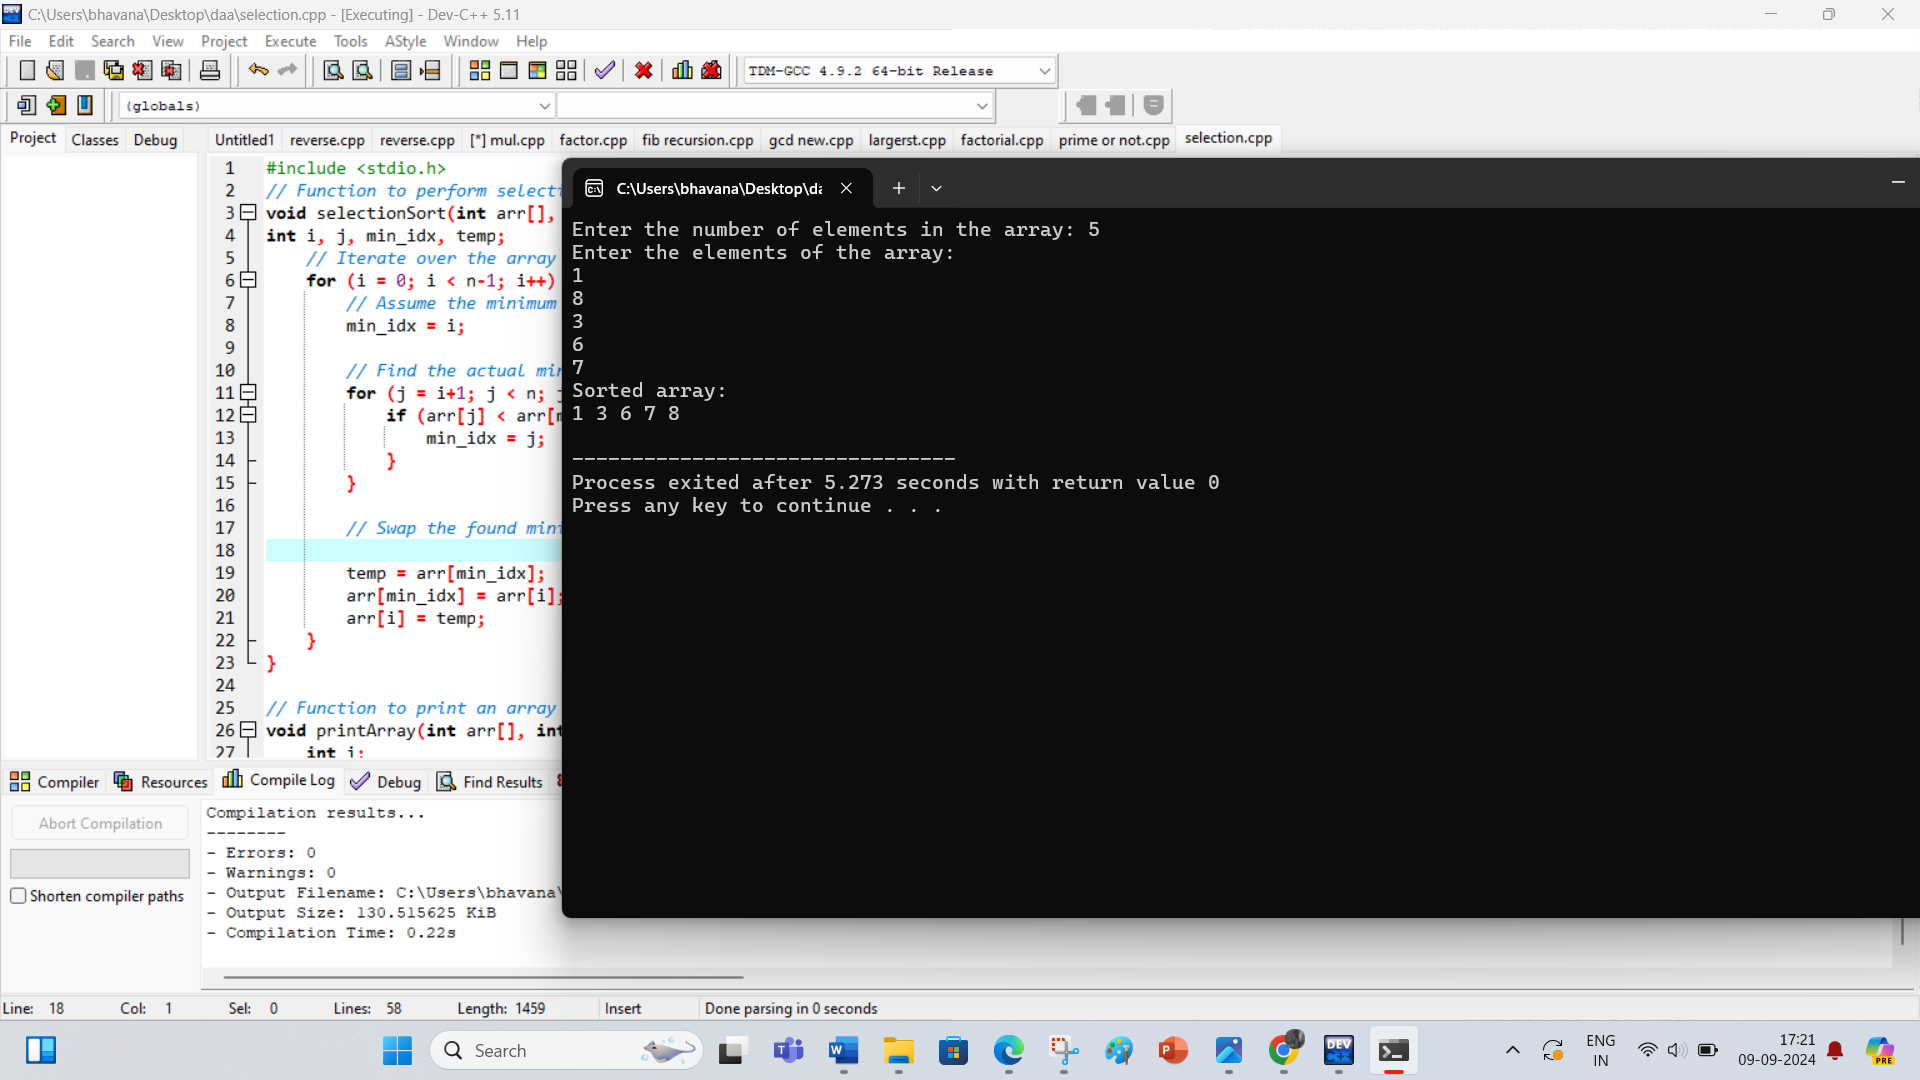 C:\Users\bhavana\Desktop\daa\selection.cpp - [Executing] - Dev-C++ 5.11
File Edit Search View Project Execute Tools AStyle Window Help
TDM-GCC 4.9.2 64-bit Release
(globals)
Project Classes Debug
Untitled1 reverse.cpp reverse.cpp [*] mul.cpp factor.cpp fib recursion.cpp gcd new.cpp largerst.cpp factorial.cpp prime or not.cpp selection.cpp
1 #include <stdio.h>
2 // Function to perform selecti
3 void selectionSort(int arr[],
4 int i, j, min_idx, temp;
5 // Iterate over the array
6 for (i = 0; i < n-1; i++)
7 // Assume the minimum
8 min_idx = i;
9
10 // Find the actual min
11 for (j = i+1; j < n; j
12 if (arr[j] < arr[m
13 min_idx = j;
14 }
15 }
16
17 // Swap the found mini
18
19 temp = arr[min_idx];
20 arr[min_idx] = arr[i];
21 arr[i] = temp;
22 }
23 }
24
25 // Function to print an array
26 void printArray(int arr[], int
27 int i;
C:\Users\bhavana\Desktop\da
Enter the number of elements in the array: 5
Enter the elements of the array:
1
8
3
6
7
Sorted array:
1 3 6 7 8
--------------------------------
Process exited after 5.273 seconds with return value 0
Press any key to continue . . .
Compiler Resources Compile Log Debug Find Results
Abort Compilation
Shorten compiler paths
Compilation results...
--------
- Errors: 0
- Warnings: 0
- Output Filename: C:\Users\bhavana\
- Output Size: 130.515625 KiB
- Compilation Time: 0.22s
Line: 18 Col: 1 Sel: 0 Lines: 58 Length: 1459 Insert Done parsing in 0 seconds
Search
DEV
ENG
IN
17:21
09-09-2024
PRE